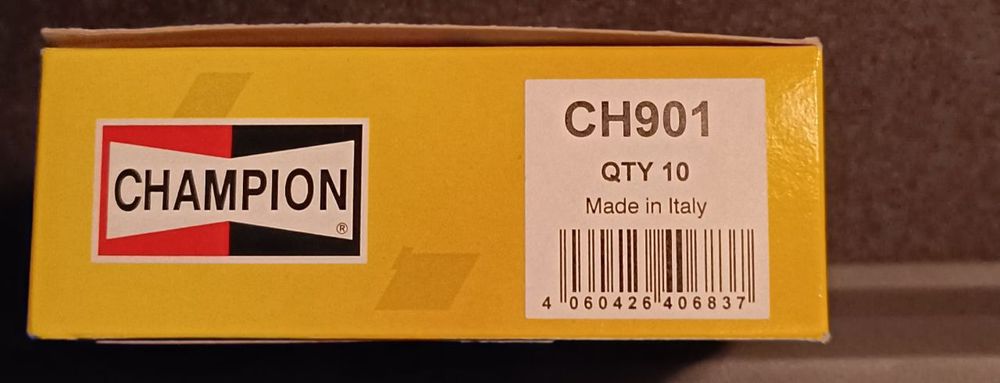 CHAMPION
®
CH901
QTY 10
Made in Italy
4 060426 406837